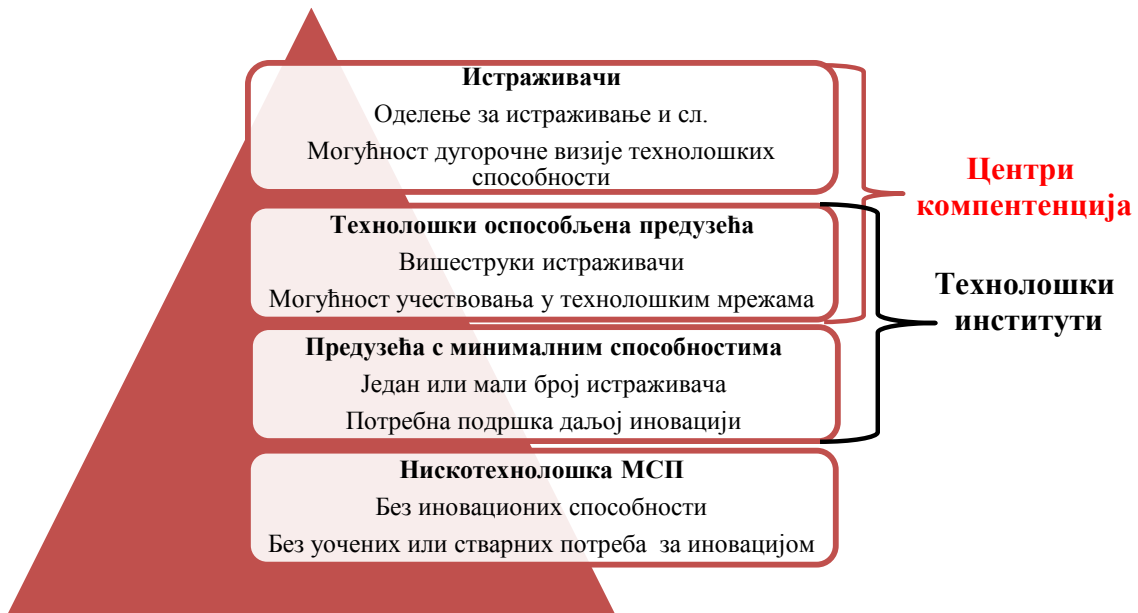 Истраживачи
Оделење за истраживање и сл.
Могућност дугорочне визије технолошких
способности
Технолошки оспособљена предузећа
Вишеструки истраживачи
Могућност учествовања у технолошким мрежама
Предузећа с минималним способностима
Један или мали број истраживача
Потребна подршка даљој иновацији
Нискотехнолошка МСП
Без иновационих способности
Без уочених или стварних потреба за иновацијом
Центри
компентенција
Технолошки
институти